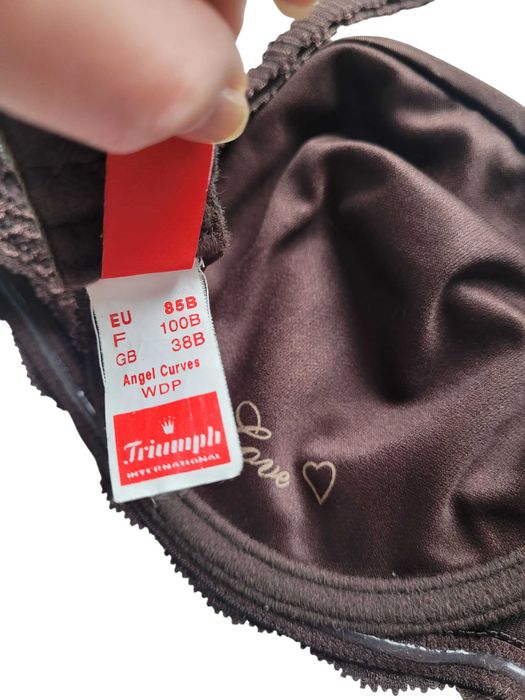 EU 85B
F 100B
GB 38B
Angel Curves
WDP
Triumph
INTERNATIONAL
Love